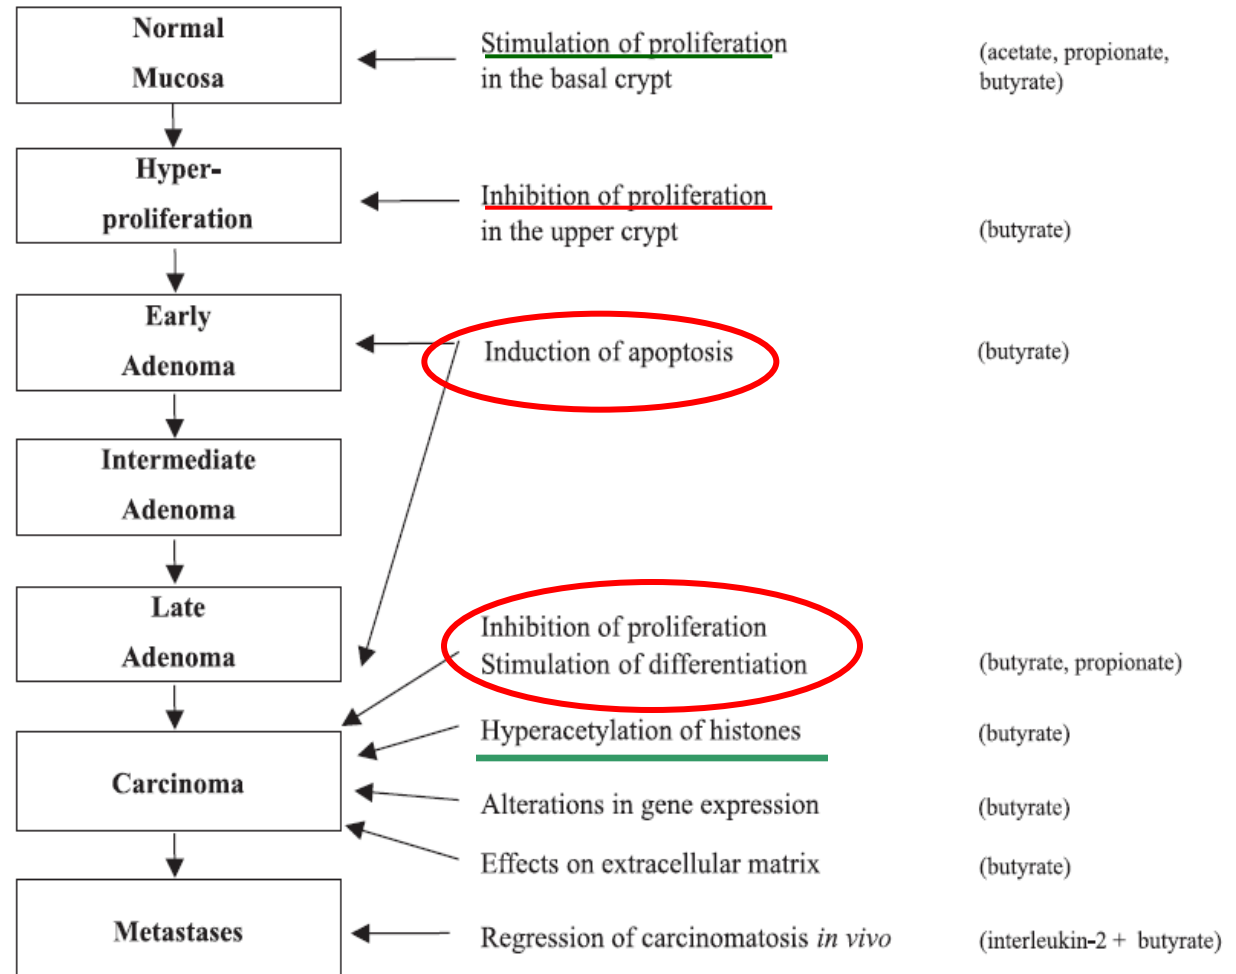 Normal
Mucosa
Stimulation of proliferation
in the basal crypt
(acetate, propionate,
butyrate)
Hyper-
proliferation
Inhibition of proliferation
in the upper crypt
(butyrate)
Early
Adenoma
Induction of apoptosis
(butyrate)
Intermediate
Adenoma
Late
Adenoma
Inhibition of proliferation
Stimulation of differentiation
(butyrate, propionate)
Carcinoma
Hyperacetylation of histones
(butyrate)
Alterations in gene expression
(butyrate)
Effects on extracellular matrix
(butyrate)
Metastases
Regression of carcinomatosis in vivo
(interleukin-2 + butyrate)